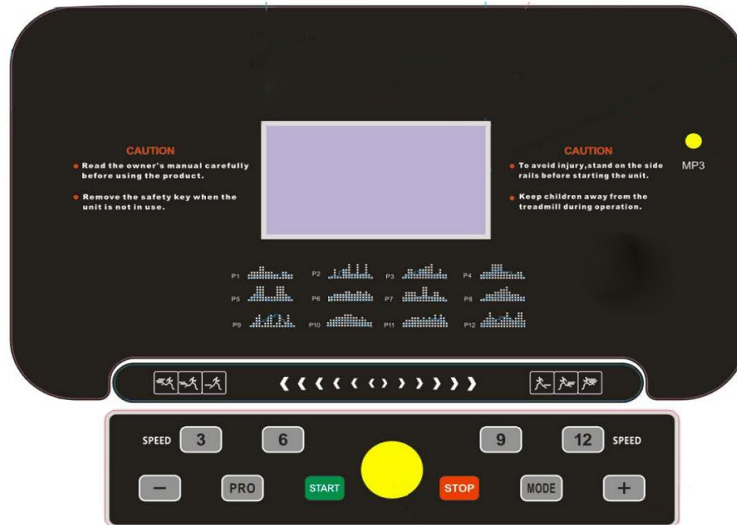 CAUTION
Read the owner's manual carefully
before using the product.
Remove the safety key when the
unit is not in use.
CAUTION
To avoid injury,stand on the side
rails before starting the unit.
Keep children away from the
treadmill during operation.
MP3
P1 P2 P3 P4
P5 P6 P7 P8
P9 P10 P11 P12
SPEED 3 6 9 12 SPEED
− PRO START STOP MODE +